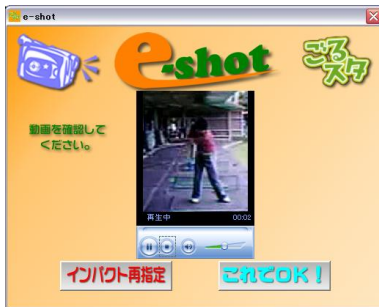 e-shot
e-shot
ごるスタ
動画を確認して
ください。
再生中
00:02
インパクト再指定
これでOK！